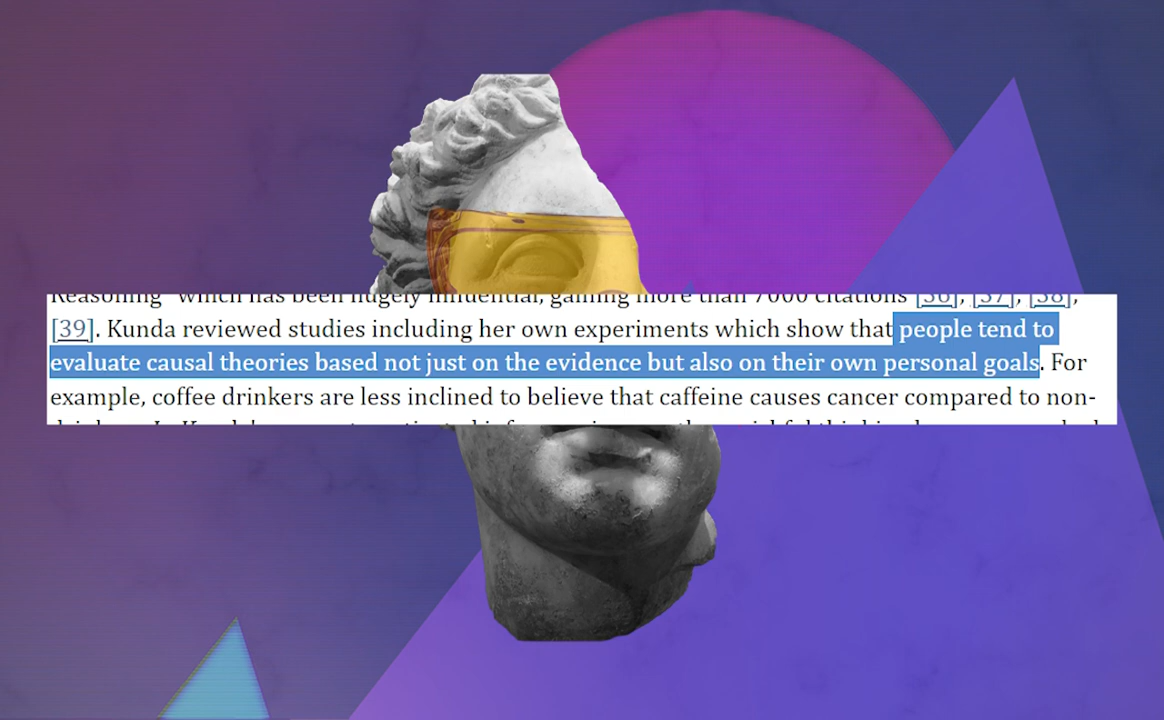 Reasoning" which has been hugely influential, gaining more than 7000 citations [36], [37], [38],
[39]. Kunda reviewed studies including her own experiments which show that people tend to
evaluate causal theories based not just on the evidence but also on their own personal goals. For
example, coffee drinkers are less inclined to believe that caffeine causes cancer compared to non-